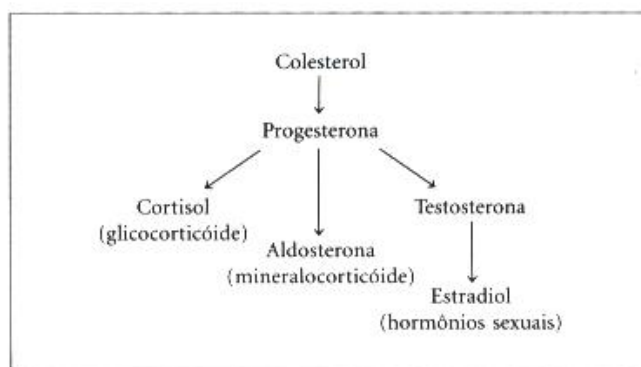 Colesterol
Progesterona
Cortisol
(glicocorticóide)
Aldosterona
(mineralocorticóide)
Testosterona
Estradiol
(hormônios sexuais)